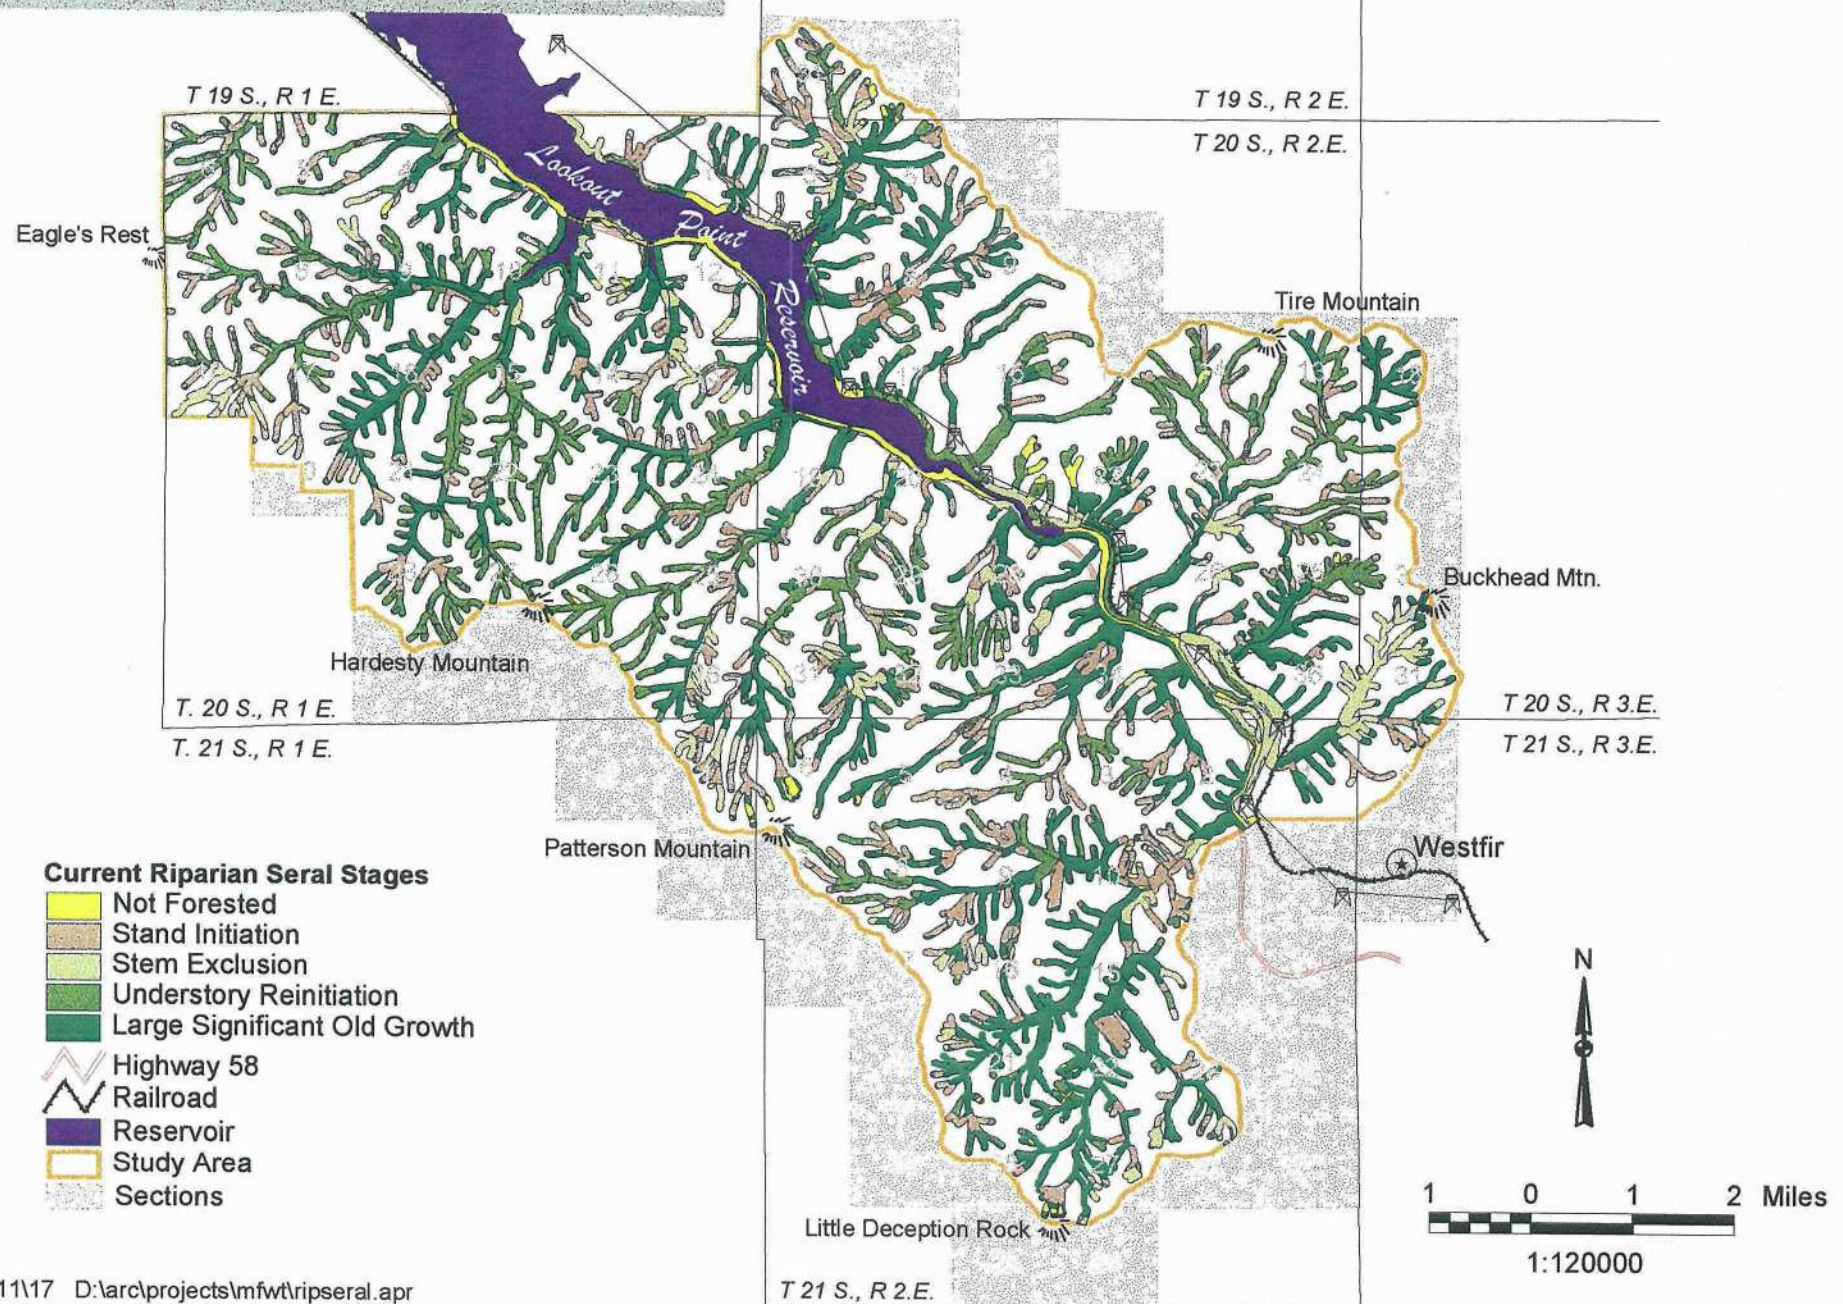 T 19 S., R 1 E.
T 19 S., R 2 E.
T 20 S., R 2.E.
Lookout
Point
Reservoir
Eagle's Rest
Tire Mountain
Buckhead Mtn.
Hardesty Mountain
T. 20 S., R 1 E.
T. 21 S., R 1 E.
T 20 S., R 3.E.
T 21 S., R 3.E.
Patterson Mountain
Westfir
Current Riparian Seral Stages
Not Forested
Stand Initiation
Stem Exclusion
Understory Reinitiation
Large Significant Old Growth
Highway 58
Railroad
Reservoir
Study Area
Sections
N
1 0 1 2 Miles
1:120000
Little Deception Rock
T 21 S., R 2.E.
11\17 D:\arc\projects\mfwt\ripseral.apr